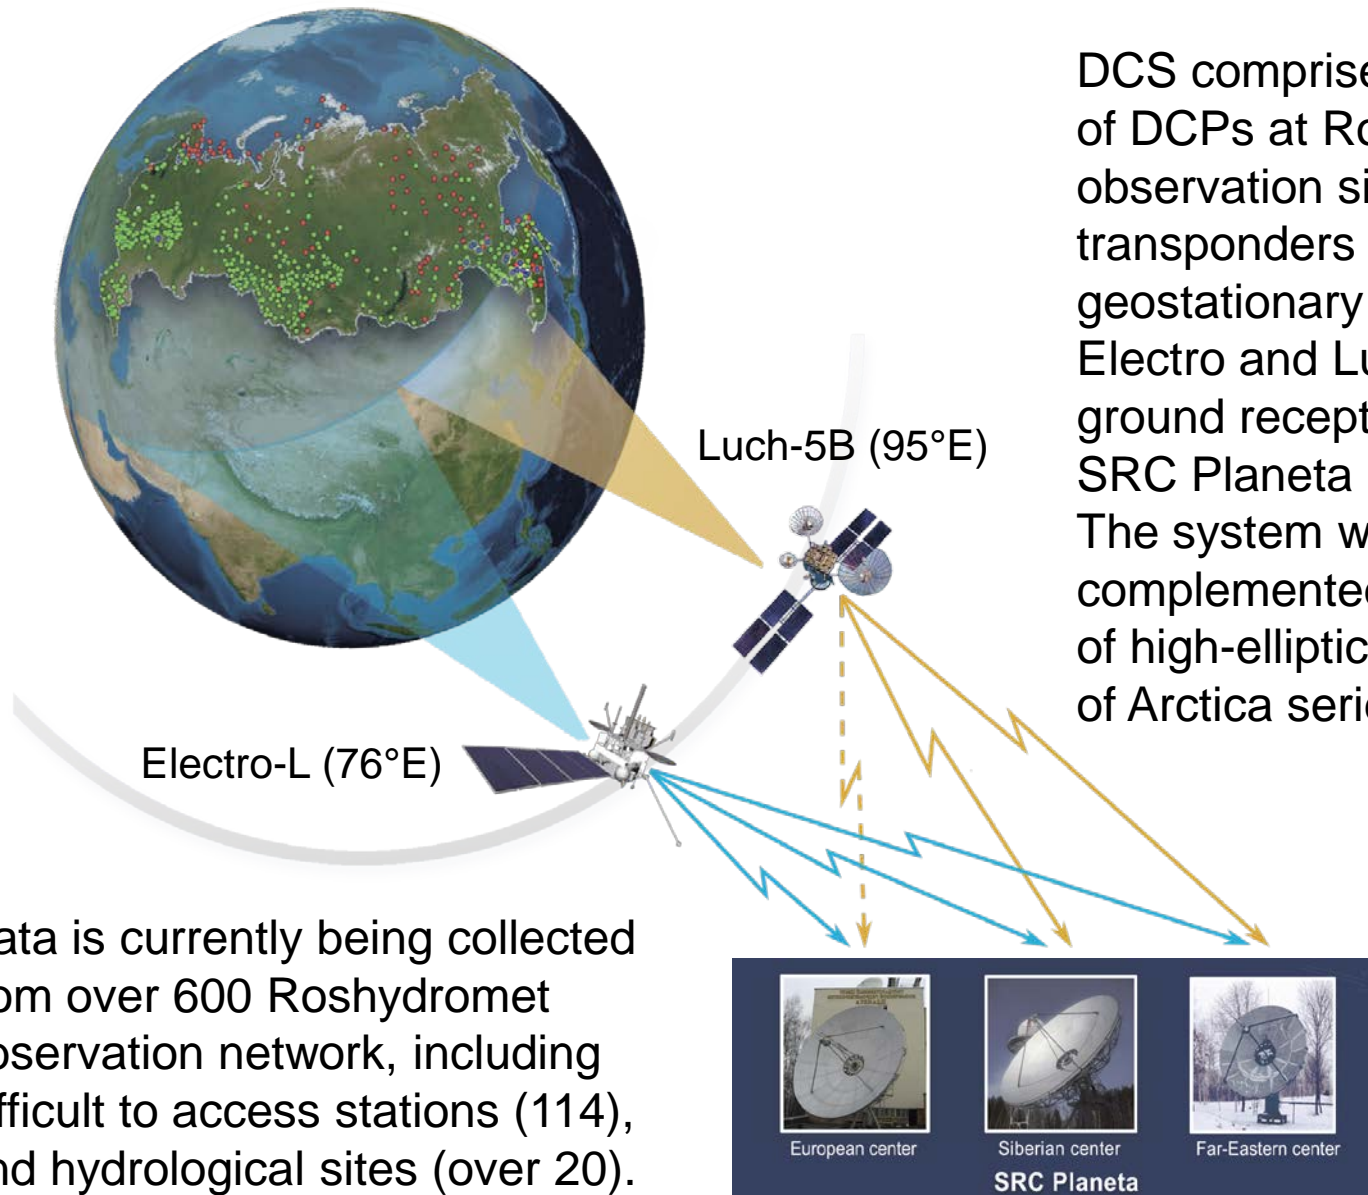 DCS comprise
of DCPs at Ro
observation si
transponders
geostationary
Electro and Lu
ground recept
SRC Planeta
The system w
complemented
of high-elliptic
of Arctica serie
Luch-5B (95°E)
Electro-L (76°E)
ata is currently being collected
om over 600 Roshydromet
bservation network, including
fficult to access stations (114),
nd hydrological sites (over 20).
European center
Siberian center
Far-Eastern center
SRC Planeta